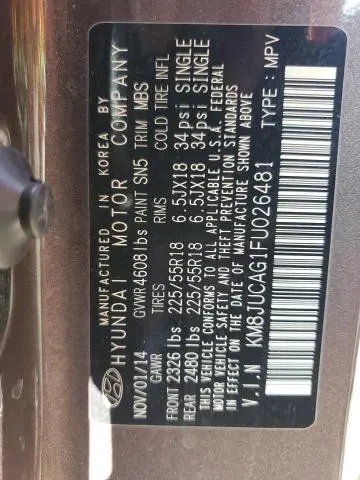 MANUFACTURED IN KOREA BY
HYUNDAI MOTOR COMPANY
NOV/01/14 GVWR 4608 lbs PAINT SN5 TRIM MBS
GAWR TIRES RIMS COLD TIRE INFL.
FRONT 2326 lbs 225/55R18 6.5JX18 34 psi SINGLE
REAR 2480 lbs 225/55R18 6.5JX18 34 psi SINGLE
THIS VEHICLE CONFORMS TO ALL APPLICABLE U.S.A. FEDERAL
MOTOR VEHICLE SAFETY, BUMPER, AND
THEFT PREVENTION STANDARDS IN EFFECT ON
THE DATE OF MANUFACTURE SHOWN ABOVE.
V.I.N KM8JUCAG1FU026481 TYPE : MPV